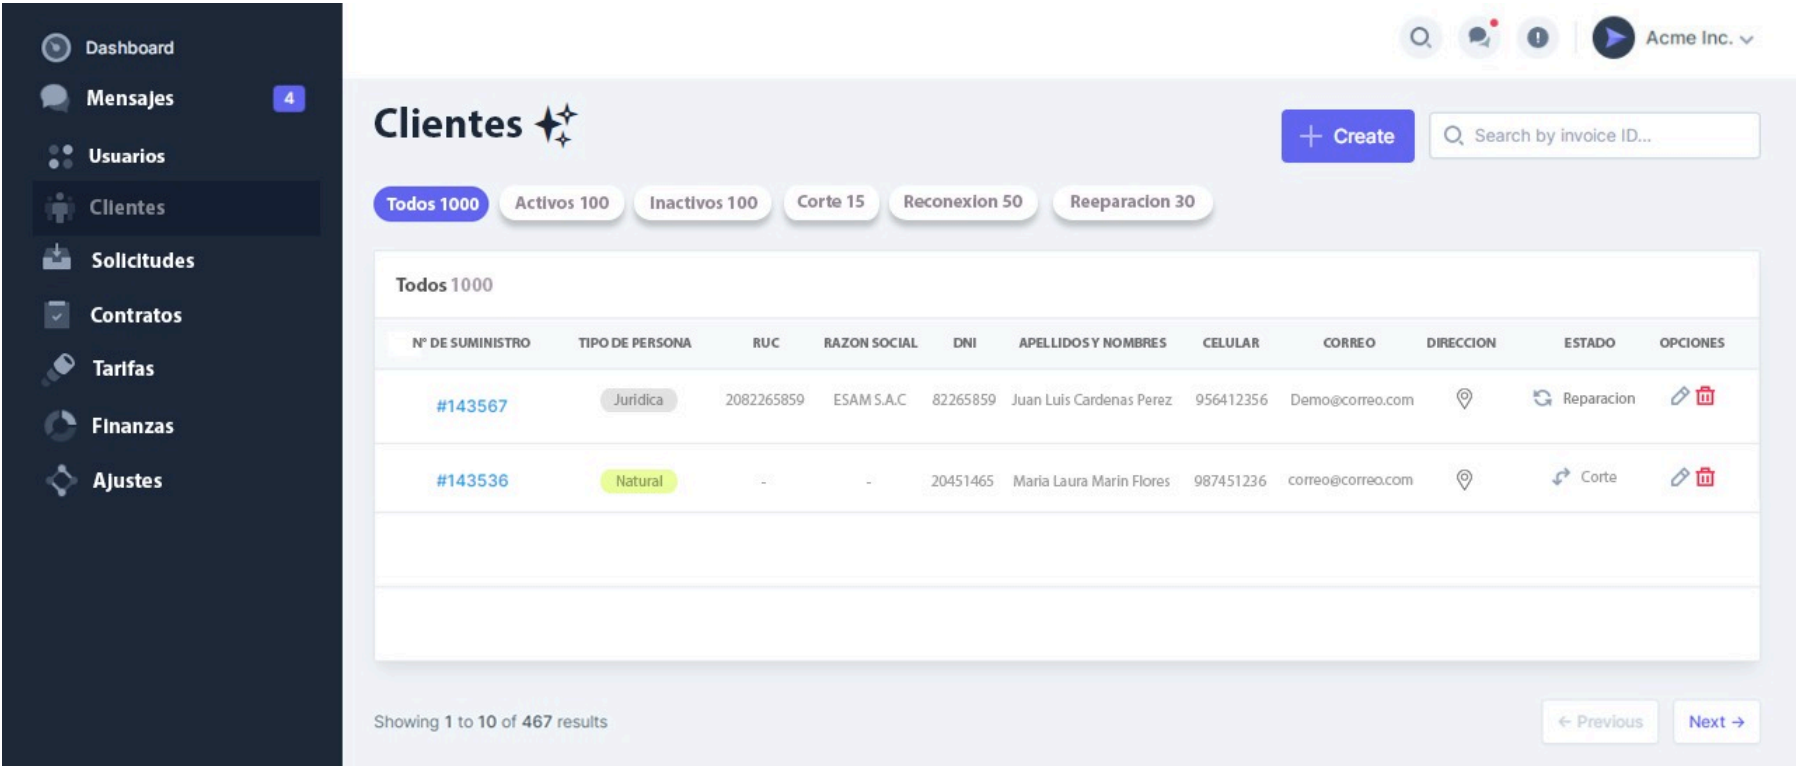 Dashboard
Mensajes 4
Usuarios
Clientes
Solicitudes
Contratos
Tarifas
Finanzas
Ajustes
Acme Inc.
Clientes
+ Create
Search by invoice ID...
Todos 1000 Activos 100 Inactivos 100 Corte 15 Reconexion 50 Reeparacion 30
Todos 1000
N° DE SUMINISTRO TIPO DE PERSONA RUC RAZON SOCIAL DNI APELLIDOS Y NOMBRES CELULAR CORREO DIRECCION ESTADO OPCIONES
#143567 Juridica 2082265859 ESAM S.A.C 82265859 Juan Luis Cardenas Perez 956412356 Demo@correo.com Reparacion
#143536 Natural - - 20451465 Maria Laura Marin Flores 987451236 correo@correo.com Corte
Showing 1 to 10 of 467 results
← Previous Next →